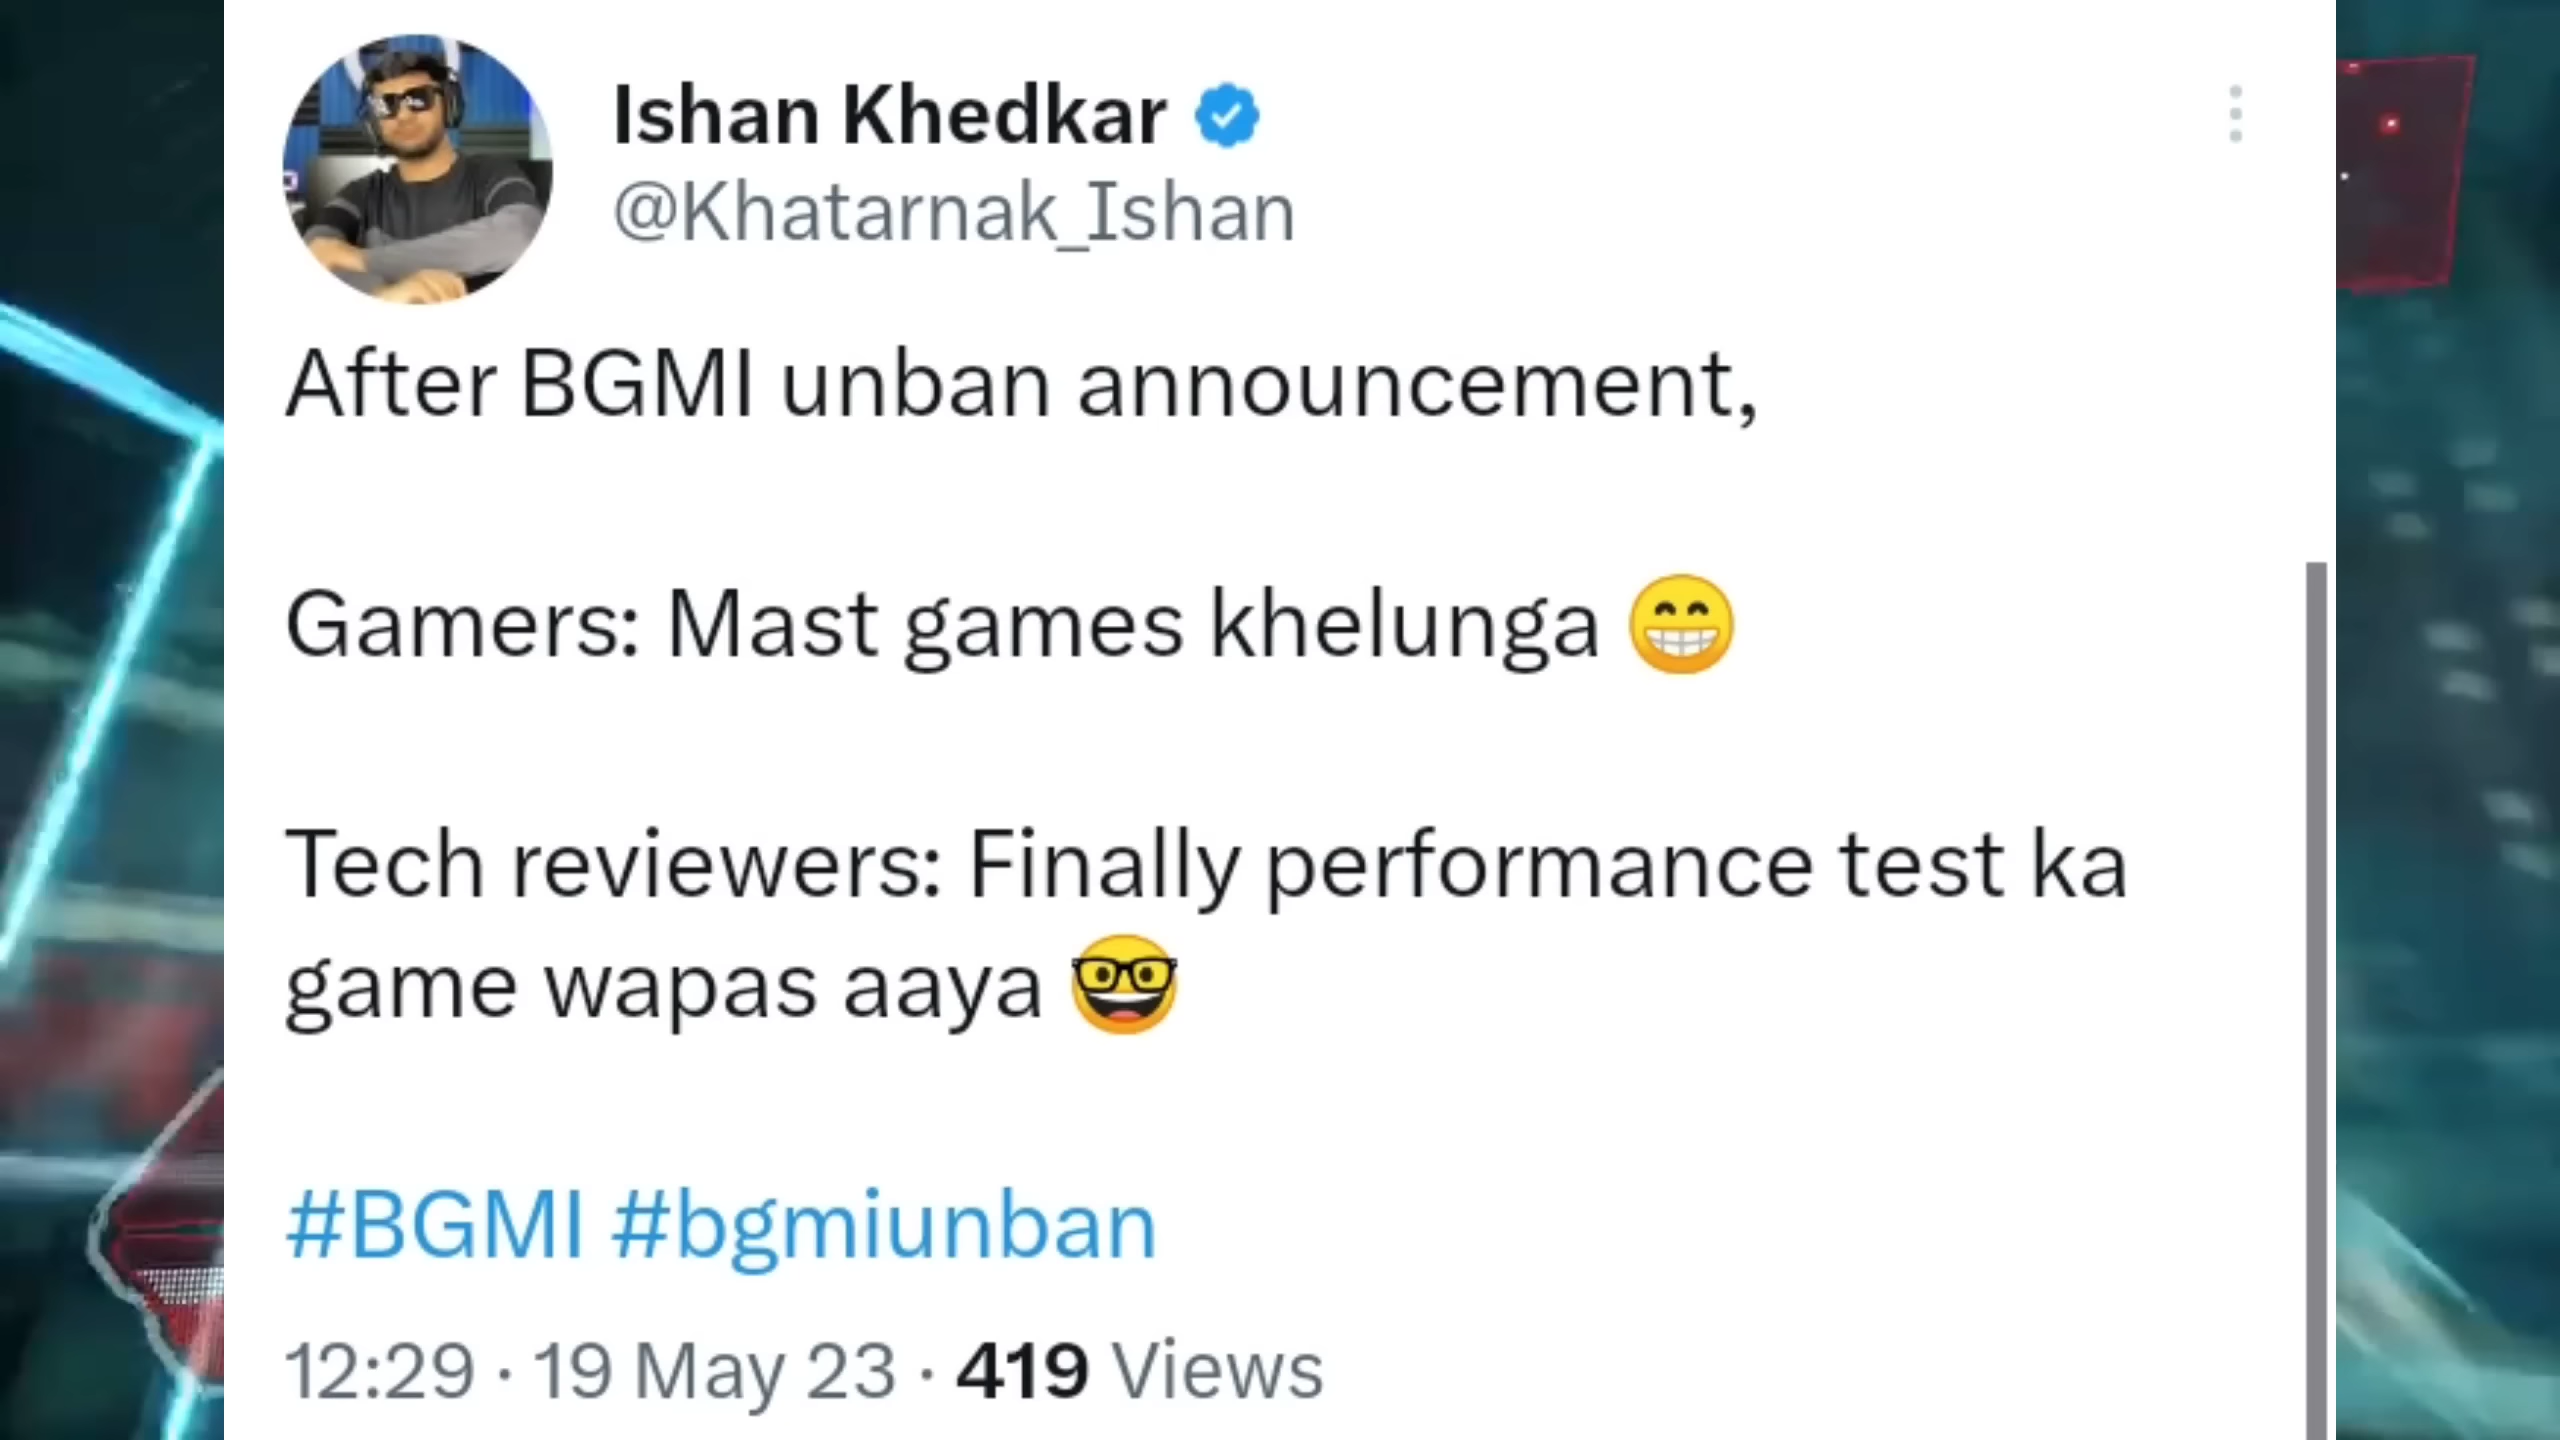 Ishan Khedkar
@Khatarnak_Ishan
After BGMI unban announcement,
Gamers: Mast games khelunga 😁
Tech reviewers: Finally performance test ka
game wapas aaya 🤓
#BGMI #bgmiunban
12:29 · 19 May 23 · 419 Views